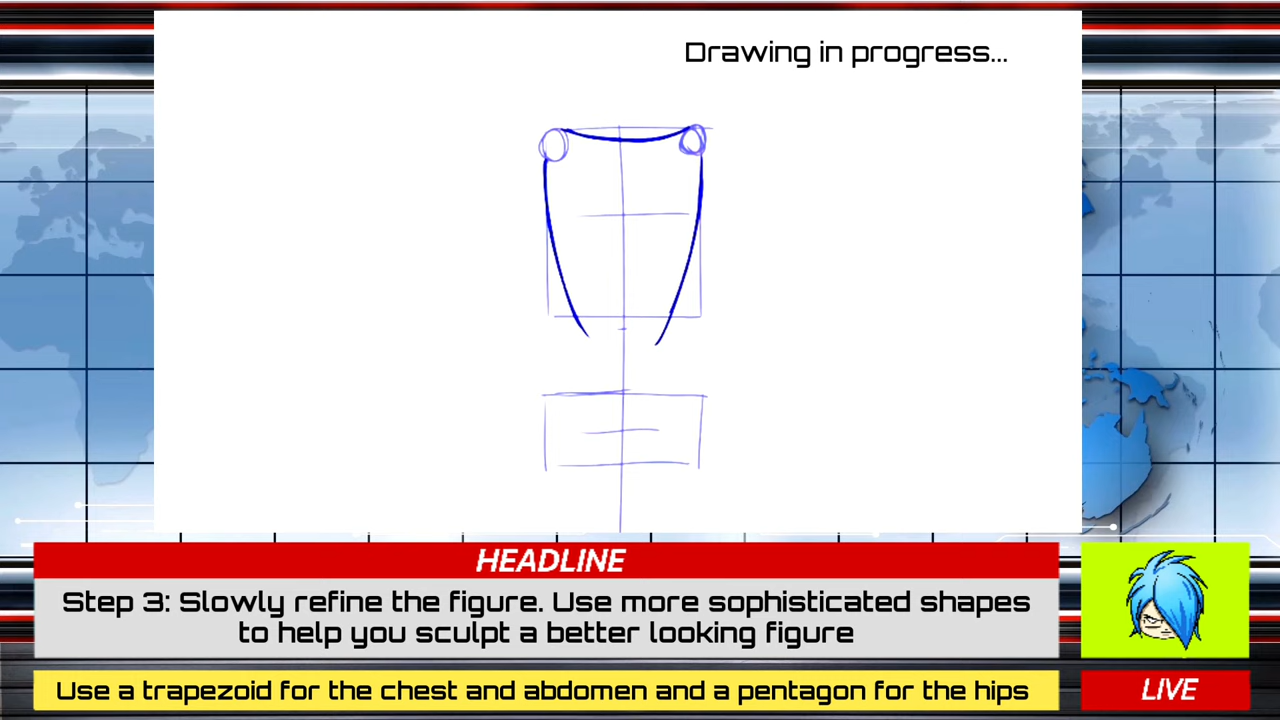 Drawing in progress...
HEADLINE
Step 3: Slowly refine the figure. Use more sophisticated shapes
to help you sculpt a better looking figure
Use a trapezoid for the chest and abdomen and a pentagon for the hips
LIVE